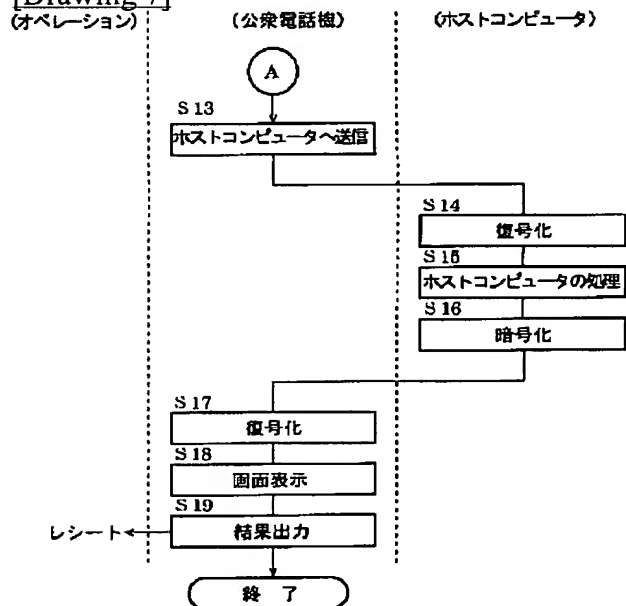 [Drawing 7]
(オペレーション) (公衆電話機) (ホストコンピュータ)
A
S13
ホストコンピュータへ送信
S14
復号化
S15
ホストコンピュータの処理
S16
暗号化
S17
復号化
S18
画面表示
S19
レシート 結果出力
終了